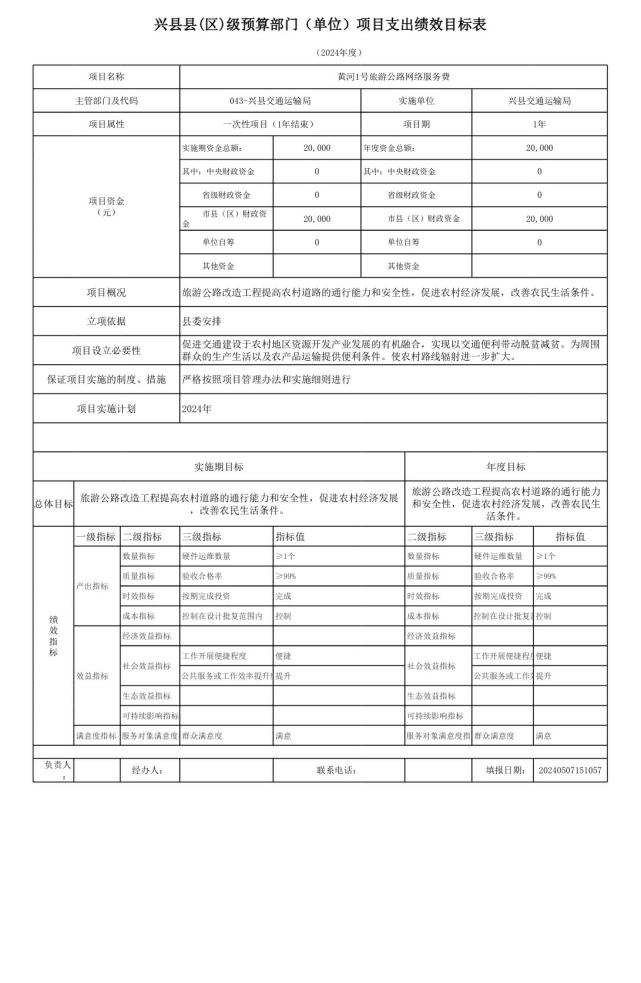 兴县县(区)级预算部门（单位）项目支出绩效目标表
（2024年度）
项目名称 黄河1号旅游公路网络服务费
主管部门及代码 043-兴县交通运输局 实施单位 兴县交通运输局
项目属性 一次性项目（1年结束） 项目期 1年
项目资金
（元）
实施期资金总额: 20,000 年度资金总额: 20,000
其中: 中央财政资金 0 其中: 中央财政资金 0
省级财政资金 0 省级财政资金 0
市县（区）财政资
金 20,000 市县（区）财政资金 20,000
单位自筹 0 单位自筹 0
其他资金 其他资金
项目概况 旅游公路改造工程提高农村道路的通行能力和安全性，促进农村经济发展，改善农民生活条件。
立项依据 县委安排
项目设立必要性 促进交通建设于农村地区资源开发产业发展的有机融合，实现以交通便利带动脱贫减贫。为周围
群众的生产生活以及农产品运输提供便利条件。使农村路线辐射进一步扩大。
保证项目实施的制度、措施 严格按照项目管理办法和实施细则进行
项目实施计划 2024年
实施期目标 年度目标
总体目标
旅游公路改造工程提高农村道路的通行能力和安全性，促进农村经济发展
，改善农民生活条件。
旅游公路改造工程提高农村道路的通行能力
和安全性，促进农村经济发展，改善农民生
活条件。
绩效指标
一级指标 二级指标 三级指标 指标值 二级指标 三级指标 指标值
产出指标
数量指标 硬件运维数量 ≥1个 数量指标 硬件运维数量 ≥1个
质量指标 验收合格率 ≥99% 质量指标 验收合格率 ≥99%
时效指标 按期完成投资 完成 时效指标 按期完成投资 完成
成本指标 控制在设计批复范围内 控制 成本指标 控制在设计批复 控制
效益指标
经济效益指标 经济效益指标
社会效益指标 工作开展便捷程度 便捷 社会效益指标 工作开展便捷程 便捷
公共服务或工作效率提升 提升 公共服务或工作 提升
生态效益指标 生态效益指标
可持续影响指标 可持续影响指标
满意度指标 服务对象满意度 群众满意度 满意 服务对象满意度指 群众满意度 满意
负责人
： 经办人： 联系电话： 填报日期： 20240507151057